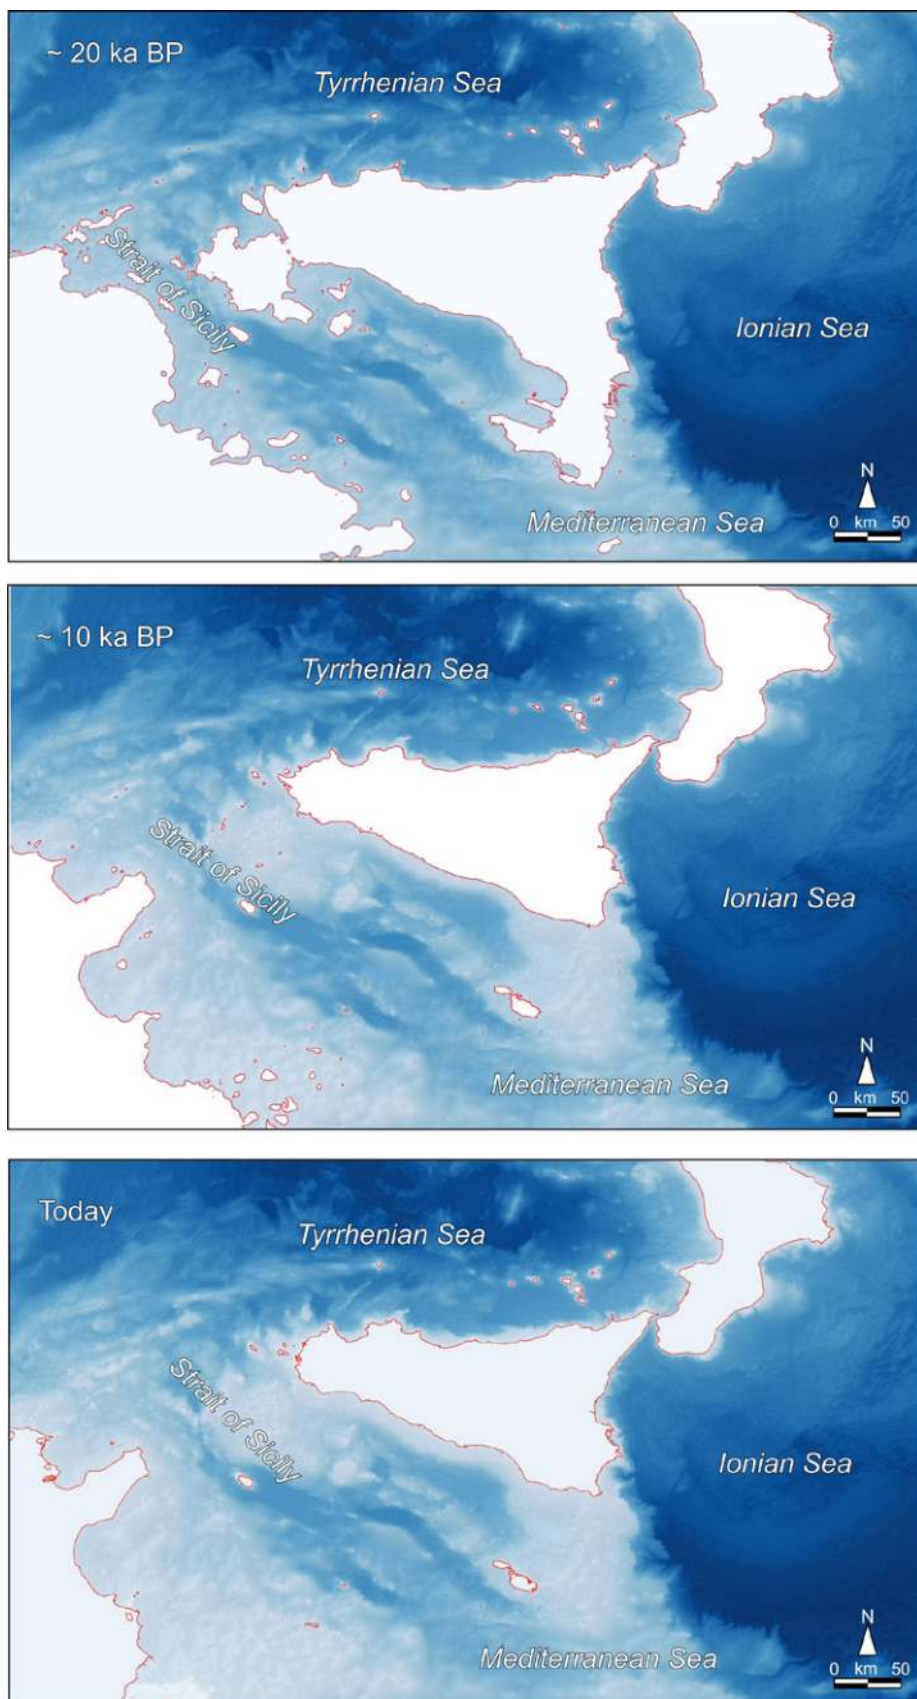 ~ 20 ka BP
Tyrrhenian Sea
Strait of Sicily
Ionian Sea
N
0 km 50
Mediterranean Sea
~ 10 ka BP
Tyrrhenian Sea
Strait of Sicily
Ionian Sea
N
0 km 50
Mediterranean Sea
Today
Tyrrhenian Sea
Strait of Sicily
Ionian Sea
N
0 km 50
Mediterranean Sea